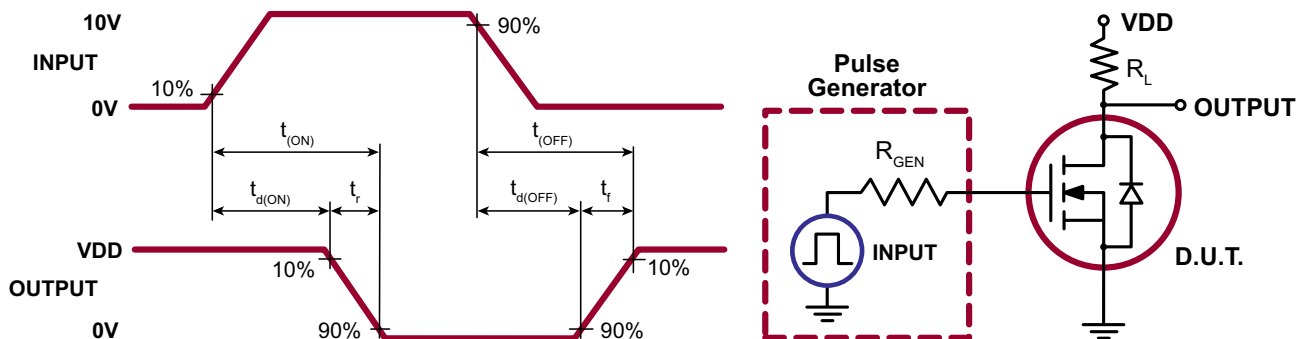 10V
INPUT
0V
10%
90%
t(ON)
t(OFF)
td(ON)
tr
td(OFF)
tf
VDD
OUTPUT
0V
10%
90%
90%
10%
Pulse
Generator
RGEN
INPUT
VDD
RL
OUTPUT
D.U.T.